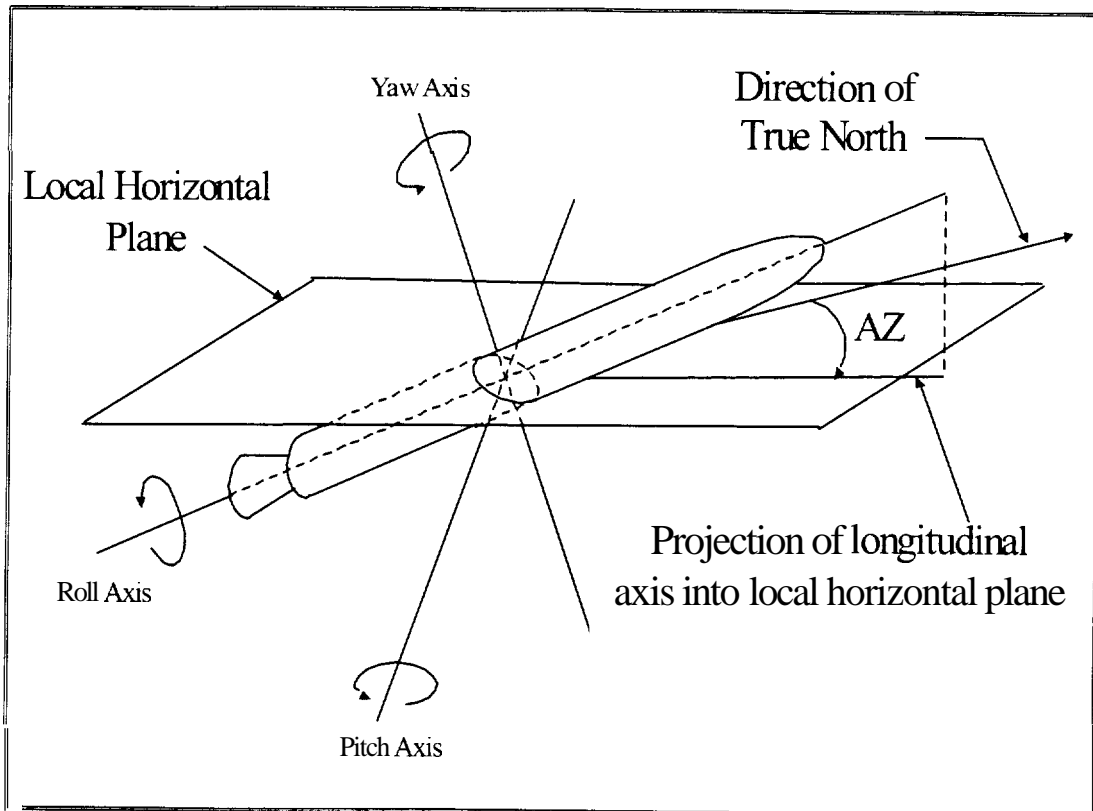 Yaw Axis
Direction of
True North
Local Horizontal
Plane
AZ
Projection of longitudinal
axis into local horizontal plane
Roll Axis
Pitch Axis